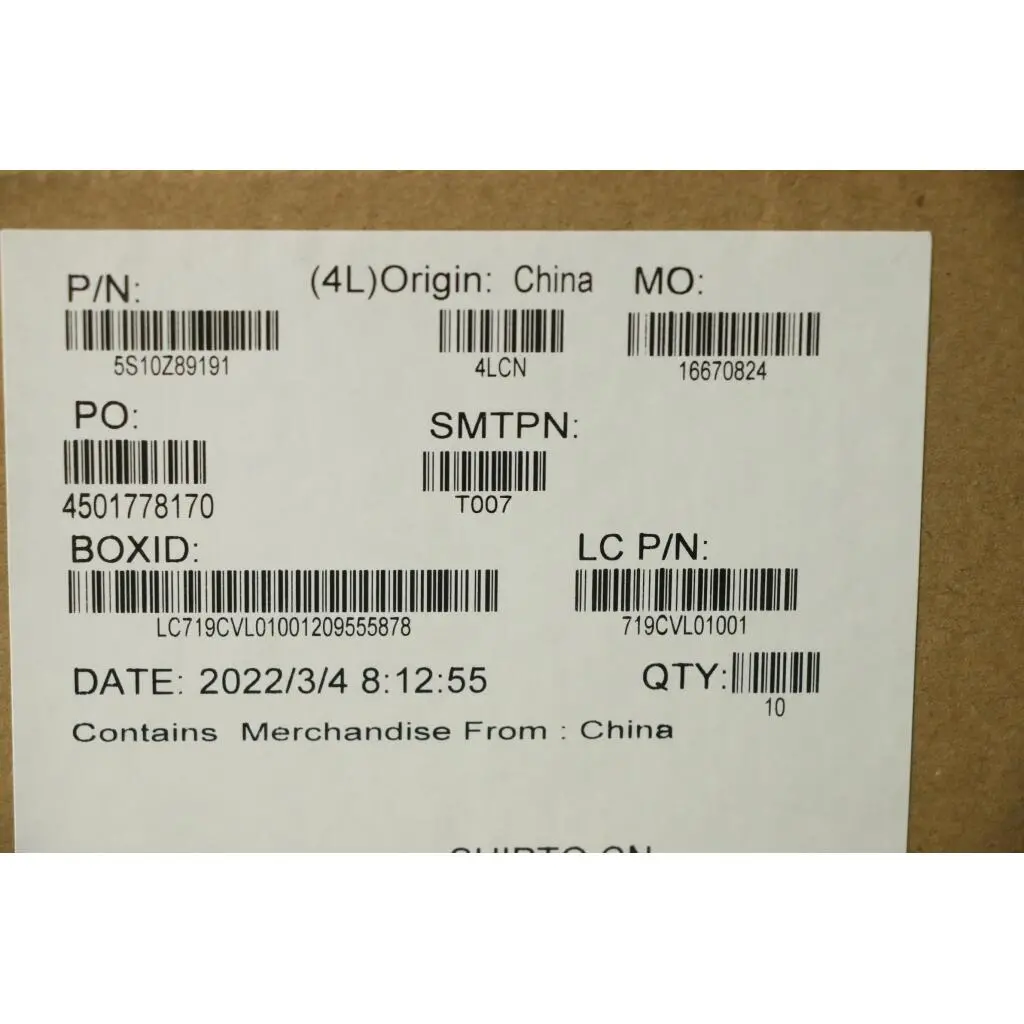 P/N: (4L)Origin: China MO:
5S10Z89191 4LCN 16670824
PO: SMTPN:
4501778170 T007
BOXID: LC P/N:
LC719CVL01001209555878 719CVL01001
DATE: 2022/3/4 8:12:55 QTY:
10
Contains Merchandise From : China